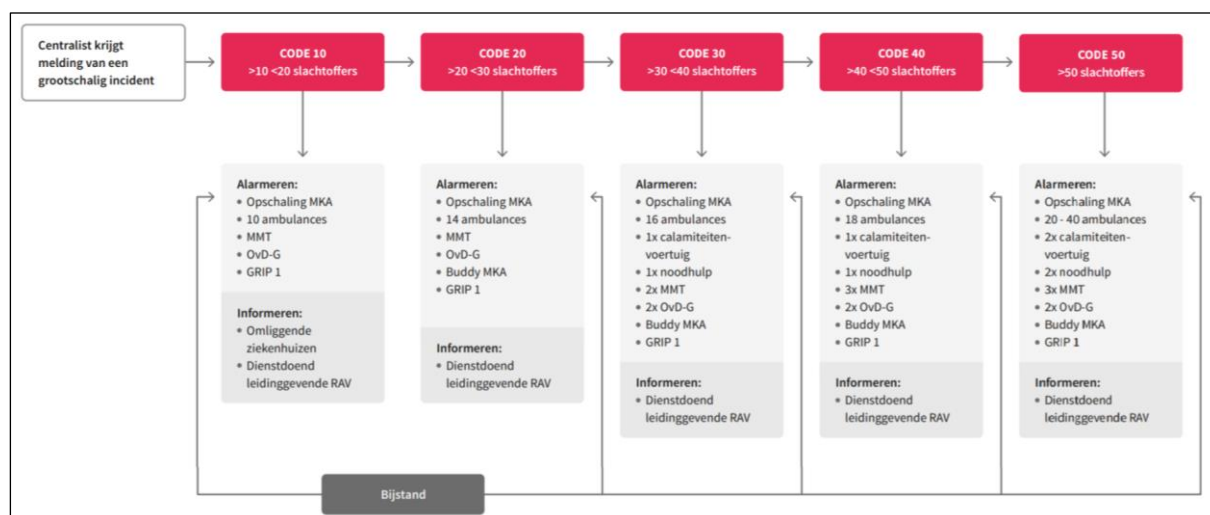 Centralist krijgt
melding van een
grootschalig incident
CODE 10
>10 <20 slachtoffers
CODE 20
>20 <30 slachtoffers
CODE 30
>30 <40 slachtoffers
CODE 40
>40 <50 slachtoffers
CODE 50
>50 slachtoffers
Alarmeren:
• Opschaling MKA
• 10 ambulances
• MMT
• OvD-G
• GRIP 1
Informeren:
• Omliggende
ziekenhuizen
• Dienstdoend
leidinggevende RAV
Alarmeren:
• Opschaling MKA
• 14 ambulances
• MMT
• OvD-G
• Buddy MKA
• GRIP 1
Informeren:
• Dienstdoend
leidinggevende RAV
Alarmeren:
• Opschaling MKA
• 16 ambulances
• 1x calamiteiten-
voertuig
• 1x noodhulp
• 2x MMT
• 2x OvD-G
• Buddy MKA
• GRIP 1
Informeren:
• Dienstdoend
leidinggevende RAV
Alarmeren:
• Opschaling MKA
• 18 ambulances
• 1x calamiteiten-
voertuig
• 1x noodhulp
• 3x MMT
• 2x OvD-G
• Buddy MKA
• GRIP 1
Informeren:
• Dienstdoend
leidinggevende RAV
Alarmeren:
• Opschaling MKA
• 20 - 40 ambulances
• 2x calamiteiten-
voertuig
• 2x noodhulp
• 3x MMT
• 2x OvD-G
• Buddy MKA
• GRIP 1
Informeren:
• Dienstdoend
leidinggevende RAV
Bijstand